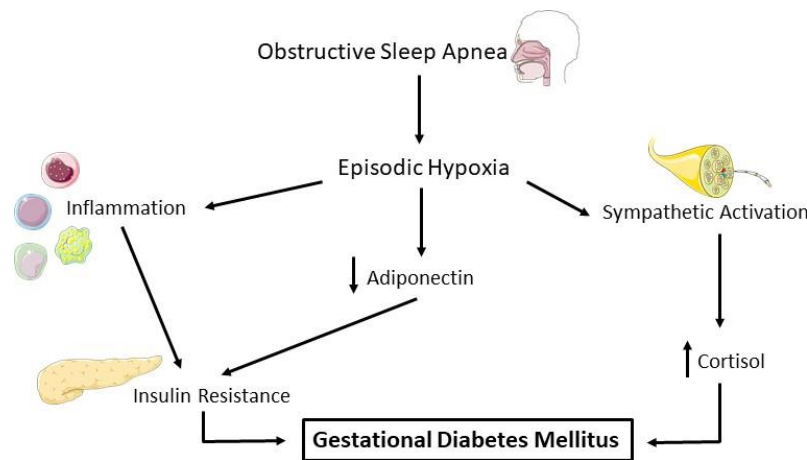 Obstructive Sleep Apnea
Episodic Hypoxia
Inflammation
Sympathetic Activation
Adiponectin
Cortisol
Insulin Resistance
Gestational Diabetes Mellitus